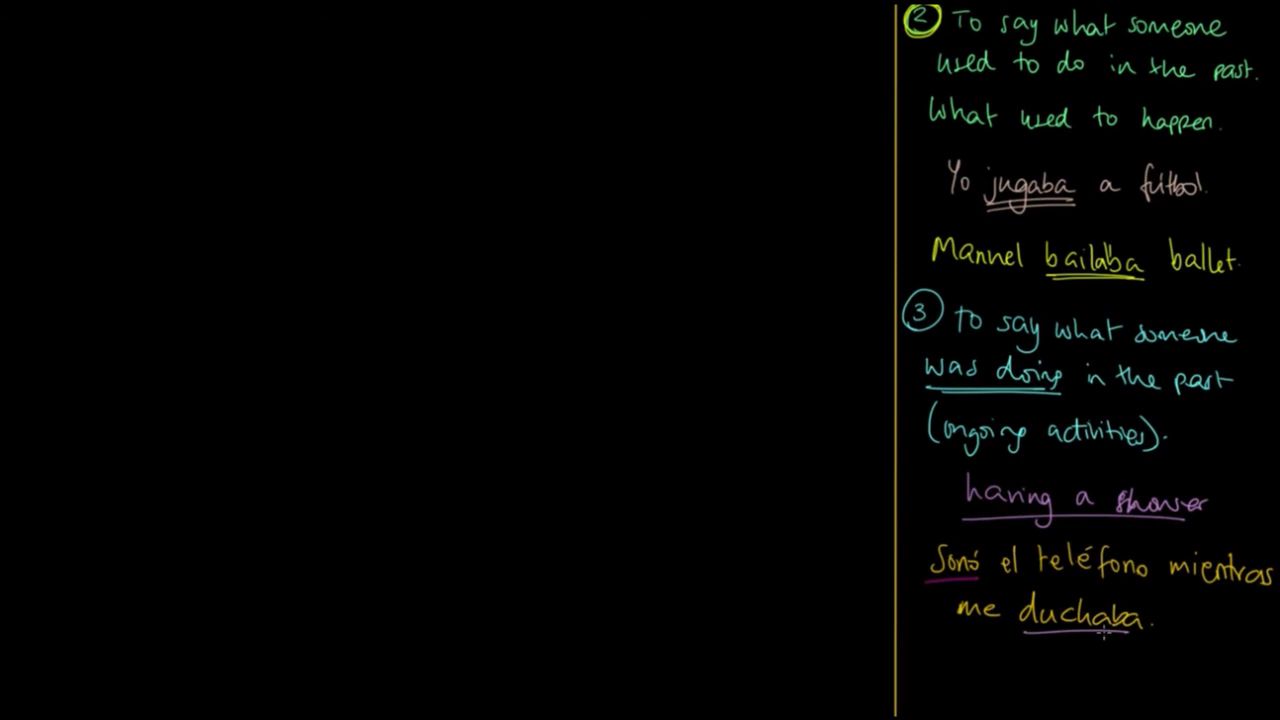 2 To say what someone
used to do in the past.
What used to happen.
Yo jugaba a fútbol.
Manuel bailaba ballet.
3 To say what someone
was doing in the past
(ongoing activities).
having a shower
Sonó el teléfono mientras
me duchaba.